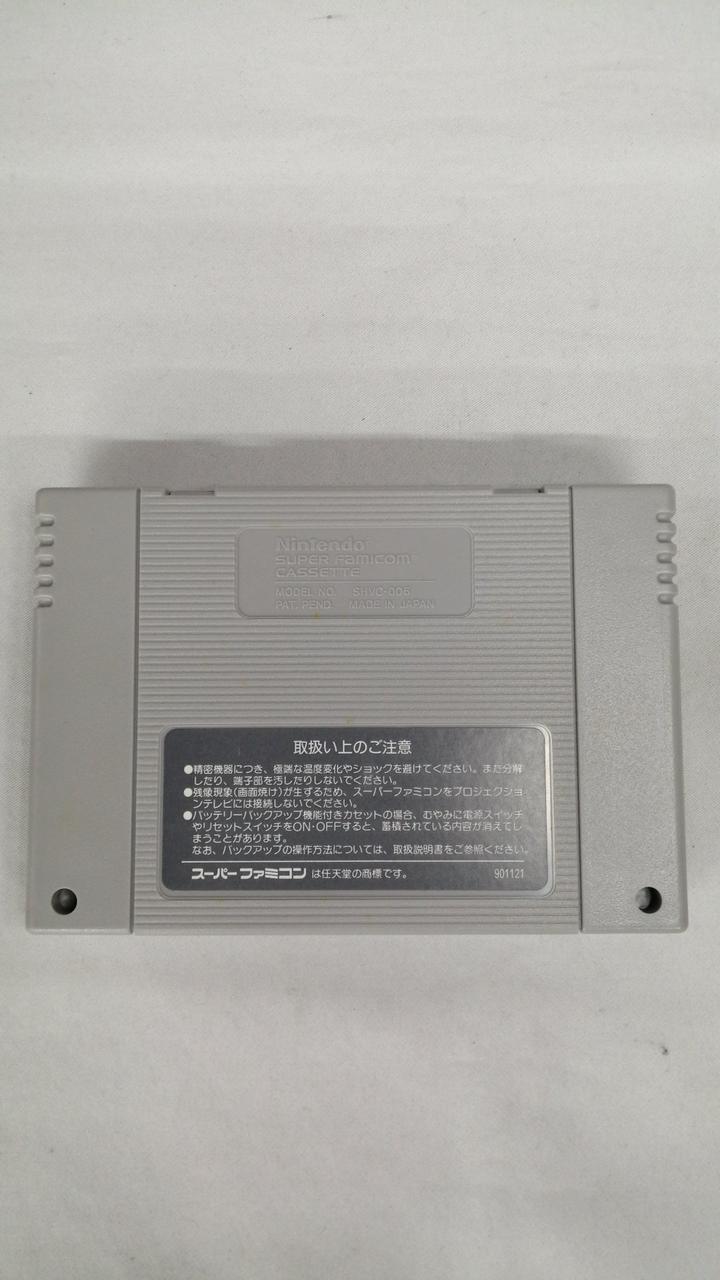 Nintendo
SUPER FAMICOM
CASSETTE
MODEL NO. SHVC-006
PAT. PEND. MADE IN JAPAN
取扱い上のご注意
●精密機器につき、極端な温度変化やショックを避けてください。また分解
したり、端子部を汚したりしないでください。
●残像現象(画面焼け)が生ずるため、スーパーファミコンをプロジェクショ
ンテレビには接続しないでください。
●バッテリーバックアップ機能付きカセットの場合、むやみに電源スイッチ
やリセットスイッチをON・OFFすると、蓄積されている内容が消えてし
まうことがあります。
なお、バックアップの操作方法については、取扱説明書をご参照ください。
スーパーファミコン は任天堂の商標です。 901121